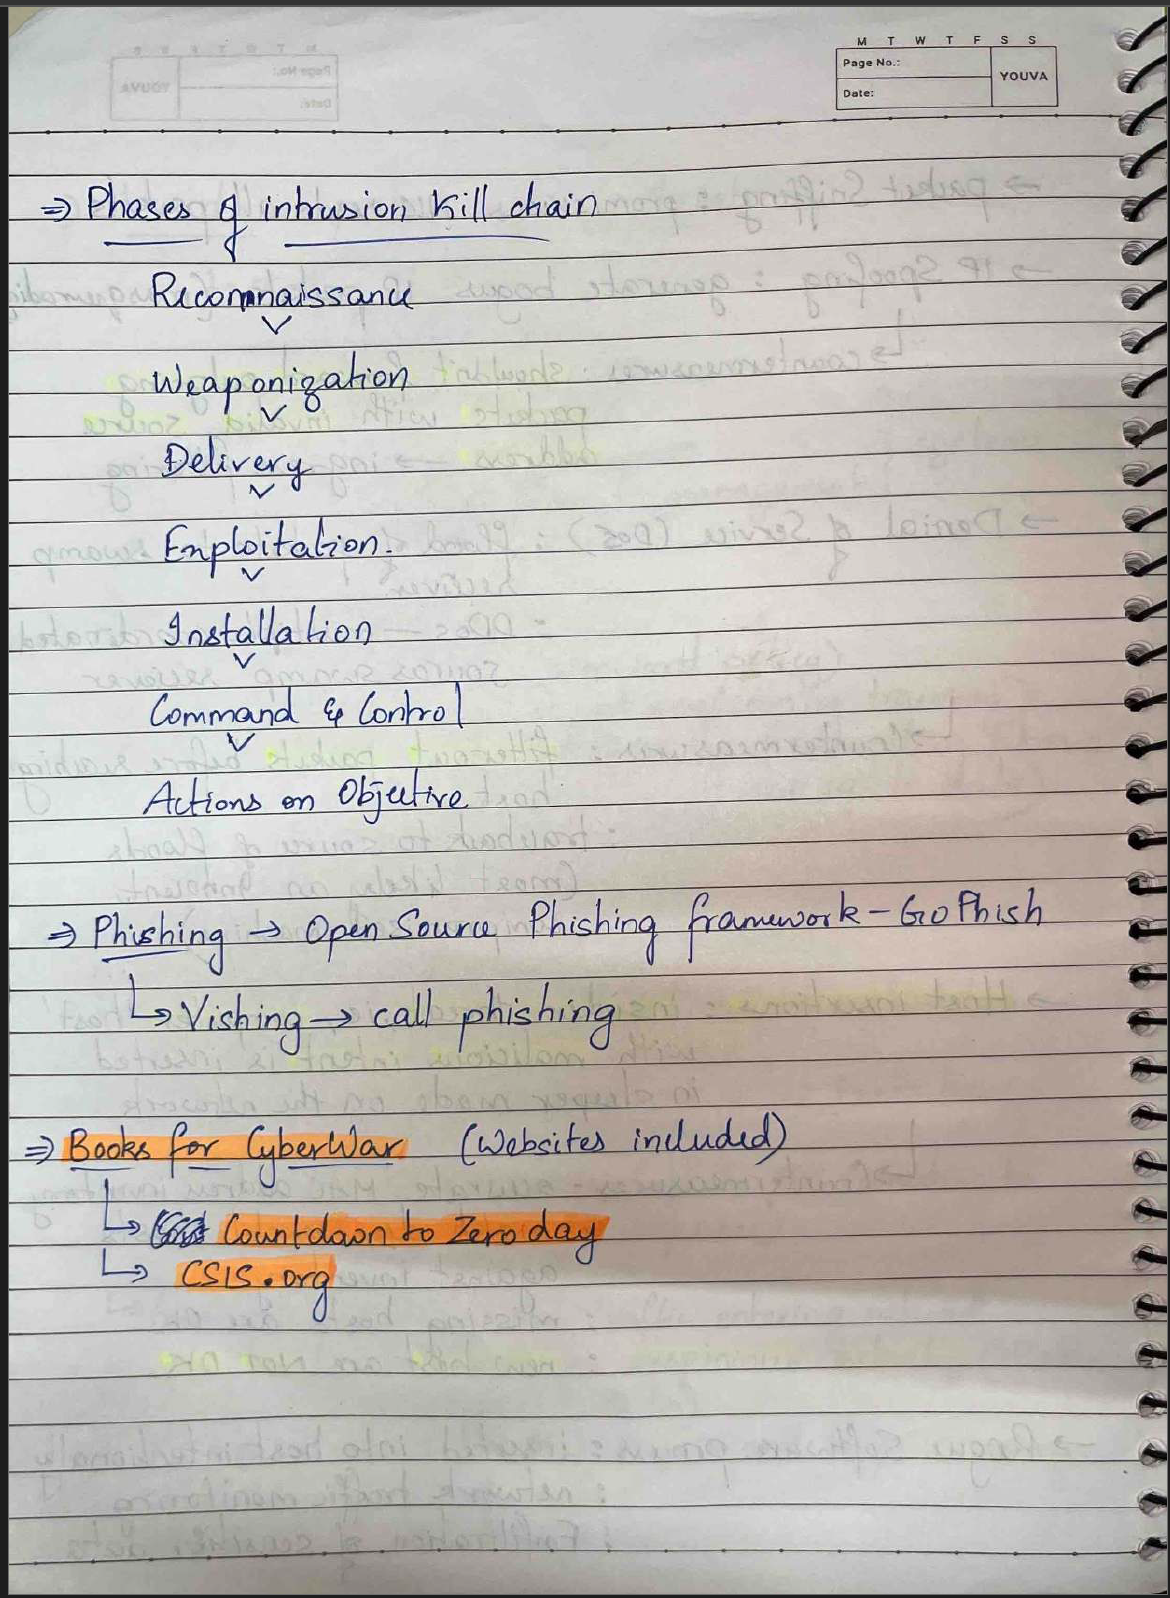 M T W T F S S
Page No.:
YOUVA
Date:
⇒ Phases of intrusion Kill chain
Reconnaissance
Weaponization
Delivery
Exploitation.
Installation
Command & Control
Actions on Objective
⇒ Phishing → Open Source Phishing framework - GoPhish
↳ Vishing → call phishing
⇒ Books for CyberWar (Websites included)
↳ Countdown to Zero day
↳ CSIS.org